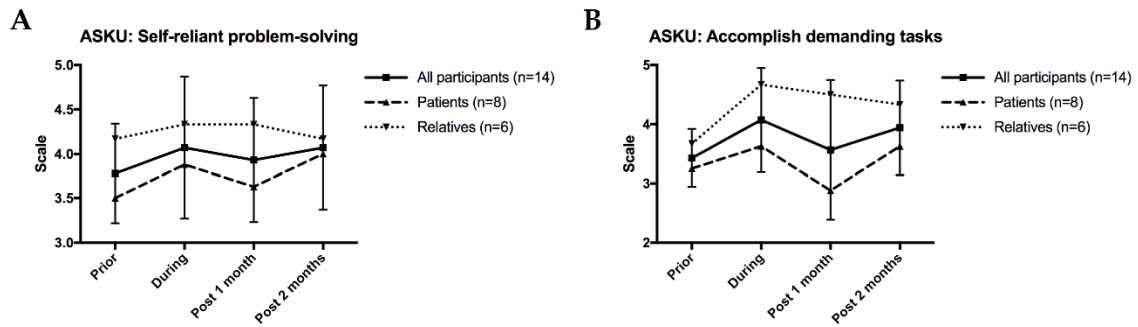 A
ASKU: Self-reliant problem-solving
5.0
4.5
4.0
3.5
3.0
Scale
Prior
During
Post 1 month
Post 2 months
All participants (n=14)
Patients (n=8)
Relatives (n=6)
B
ASKU: Accomplish demanding tasks
5
4
3
2
Scale
Prior
During
Post 1 month
Post 2 months
All participants (n=14)
Patients (n=8)
Relatives (n=6)